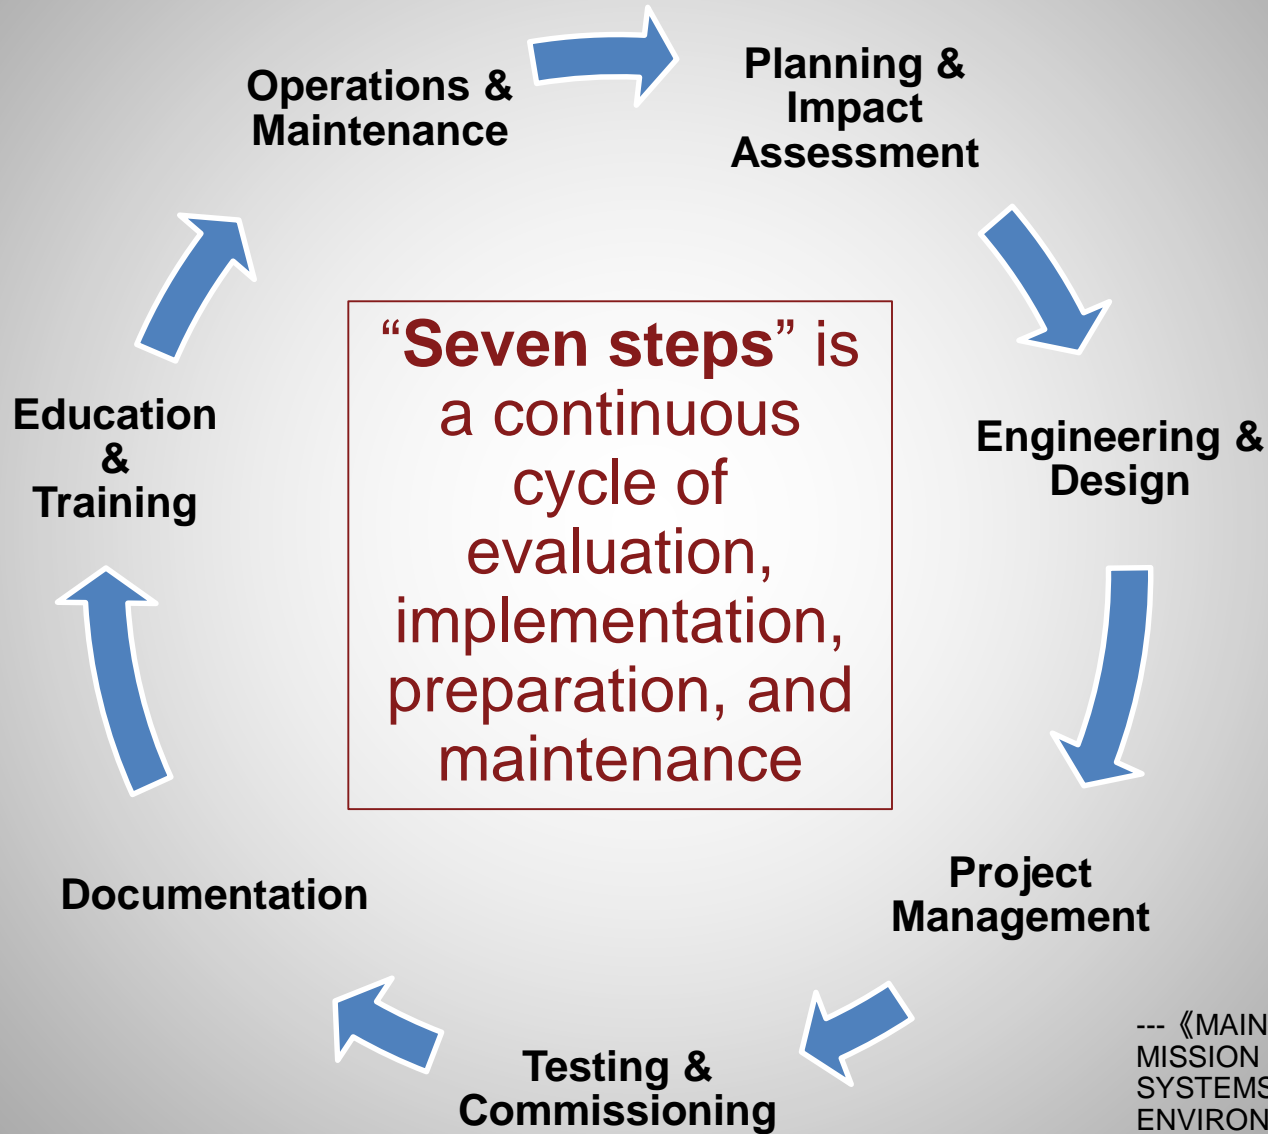 Operations &
Maintenance
Planning &
Impact
Assessment
Engineering &
Design
Project
Management
Testing &
Commissioning
Documentation
Education
&
Training
“Seven steps” is
a continuous
cycle of
evaluation,
implementation,
preparation, and
maintenance
--- 《MAIN
MISSION
SYSTEMS
ENVIRON